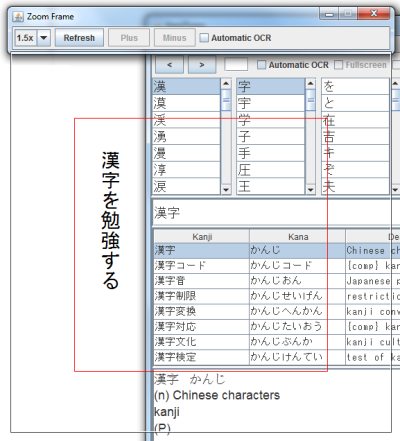 Zoom Frame
1.5x Refresh Plus Minus Automatic OCR
< > Automatic OCR Fullscreen
漢 字 を
漠 宇 と
渓 学 在
湧 子 吉
漫 手 キ
淳 圧 ぞ
涙 王 夫
漢字を勉強する
漢字
Kanji Kana De
漢字 かんじ Chinese ch
漢字コード かんじコード {comp} kan
漢字音 かんじおん Japanese p
漢字制限 かんじせいげん restrictio
漢字変換 かんじへんかん kanji conv
漢字対応 かんじたいおう {comp} kan
漢字文化 かんじぶんか kanji cult
漢字検定 かんじけんてい test of ka
漢字 かんじ
(n) Chinese characters
kanji
(P)